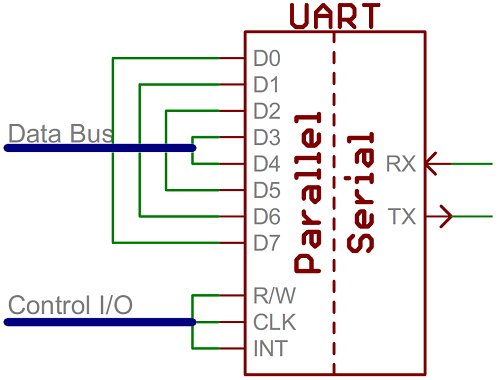 UART
Data Bus
Control I/O
D0
D1
D2
D3
D4
D5
D6
D7
R/W
CLK
INT
Parallel
Serial
RX
TX